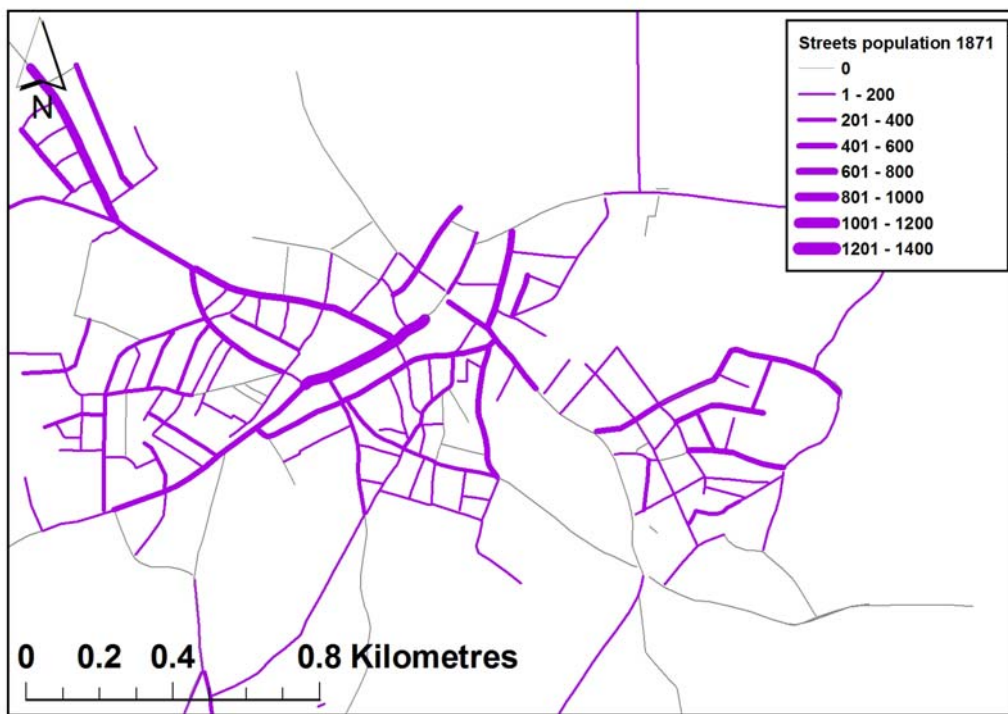 N
Streets population 1871
0
1 - 200
201 - 400
401 - 600
601 - 800
801 - 1000
1001 - 1200
1201 - 1400
0 0.2 0.4 0.8 Kilometres